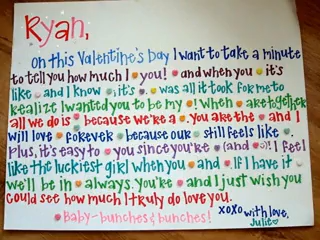 Ryan,
on this Valentine's Day I want to take a minute
to tell you how much I you! and when you it's
like and I know it's was all it took for me to
realize I wanted you to be my ! When are together
all we do is because we're a . You are the and I
will love forever because our still feels like .
Plus, it's easy to you since you're (and )! I feel
like the luckiest girl when you and . If I have it
we'll be in always. You're and I just wish you
could see how much I truly do love you.
Baby-bunches & bunches!
XOXO with love,
Julie